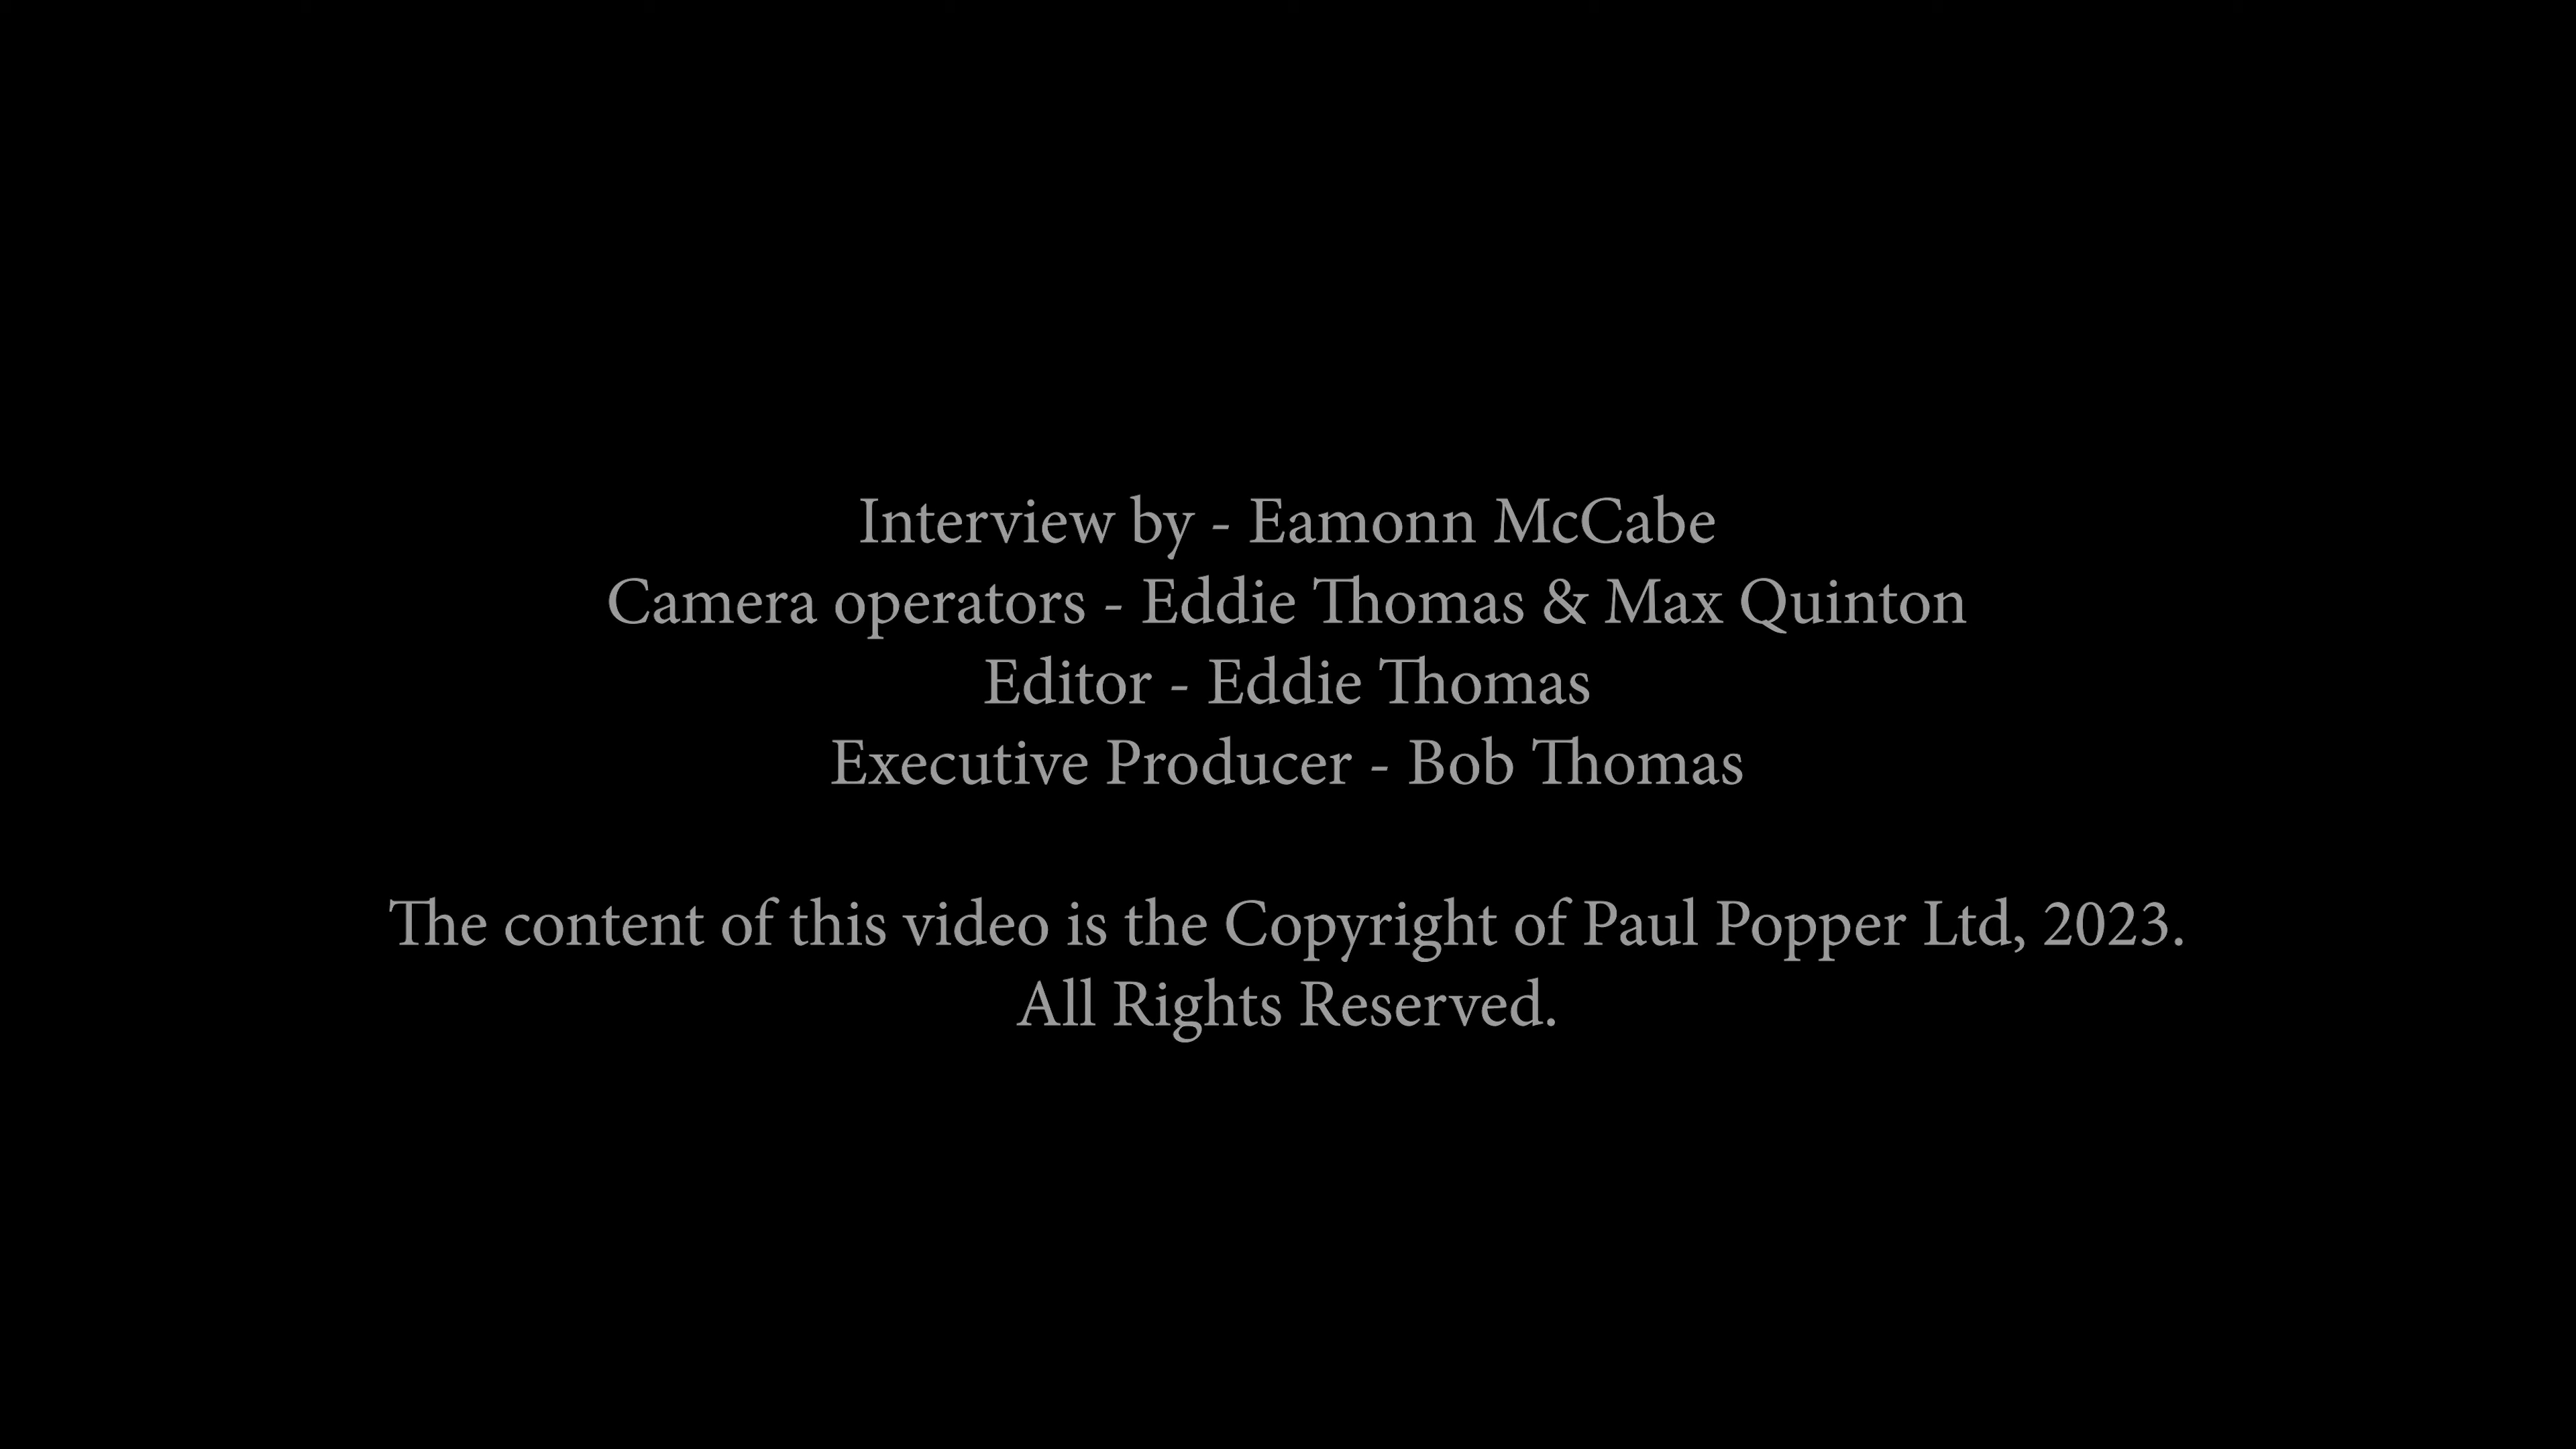 Interview by - Eamonn McCabe
Camera operators - Eddie Thomas & Max Quinton
Editor - Eddie Thomas
Executive Producer - Bob Thomas
The content of this video is the Copyright of Paul Popper Ltd, 2023.
All Rights Reserved.